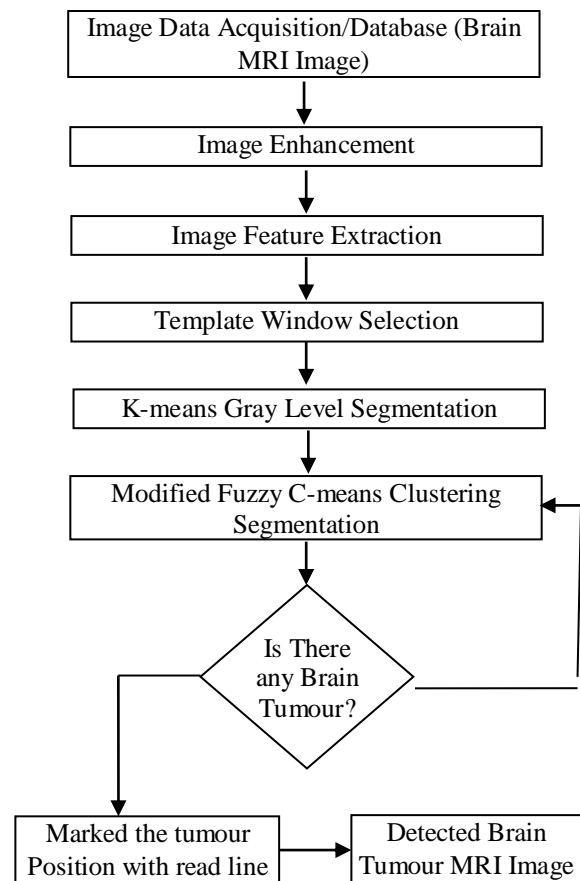 Image Data Acquisition/Database (Brain
MRI Image)
Image Enhancement
Image Feature Extraction
Template Window Selection
K-means Gray Level Segmentation
Modified Fuzzy C-means Clustering
Segmentation
Is There
any Brain
Tumour?
Marked the tumour
Position with read line
Detected Brain
Tumour MRI Image